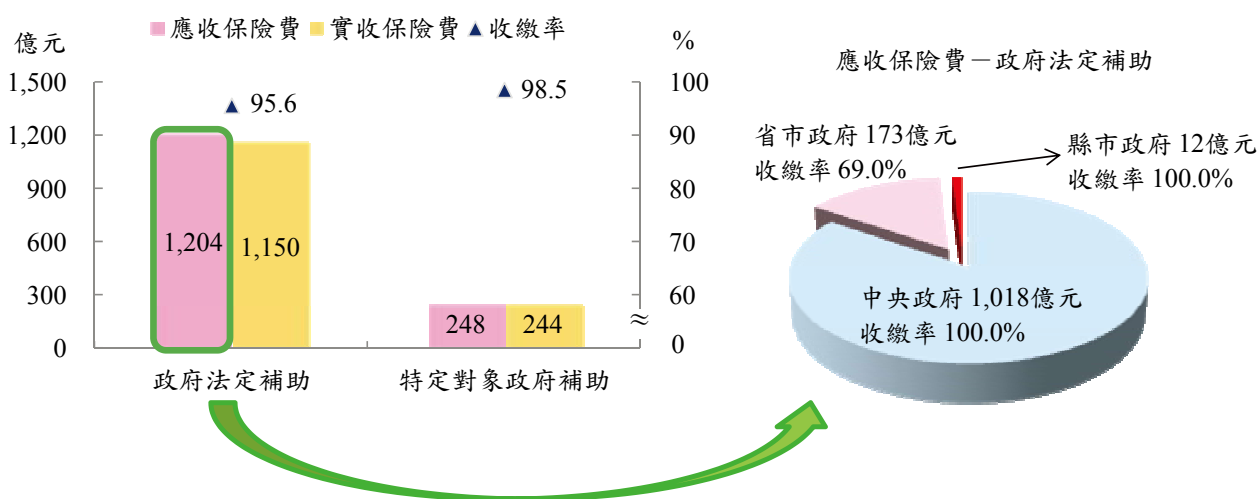 應收保險費 實收保險費 收繳率
億元
%
1,500
1,200
900
600
300
0
100
90
80
70
60
≈
0
95.6
98.5
1,204
1,150
248
244
政府法定補助
特定對象政府補助
應收保險費－政府法定補助
省市政府 173億元
收繳率 69.0%
縣市政府 12億元
收繳率 100.0%
中央政府 1,018億元
收繳率 100.0%